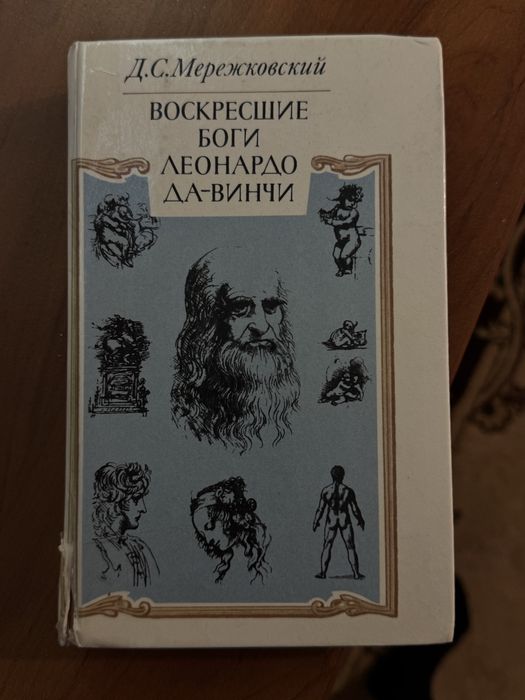 Д.С.Мережковский
ВОСКРЕСШИЕ
БОГИ
ЛЕОНАРДО
ДА-ВИНЧИ